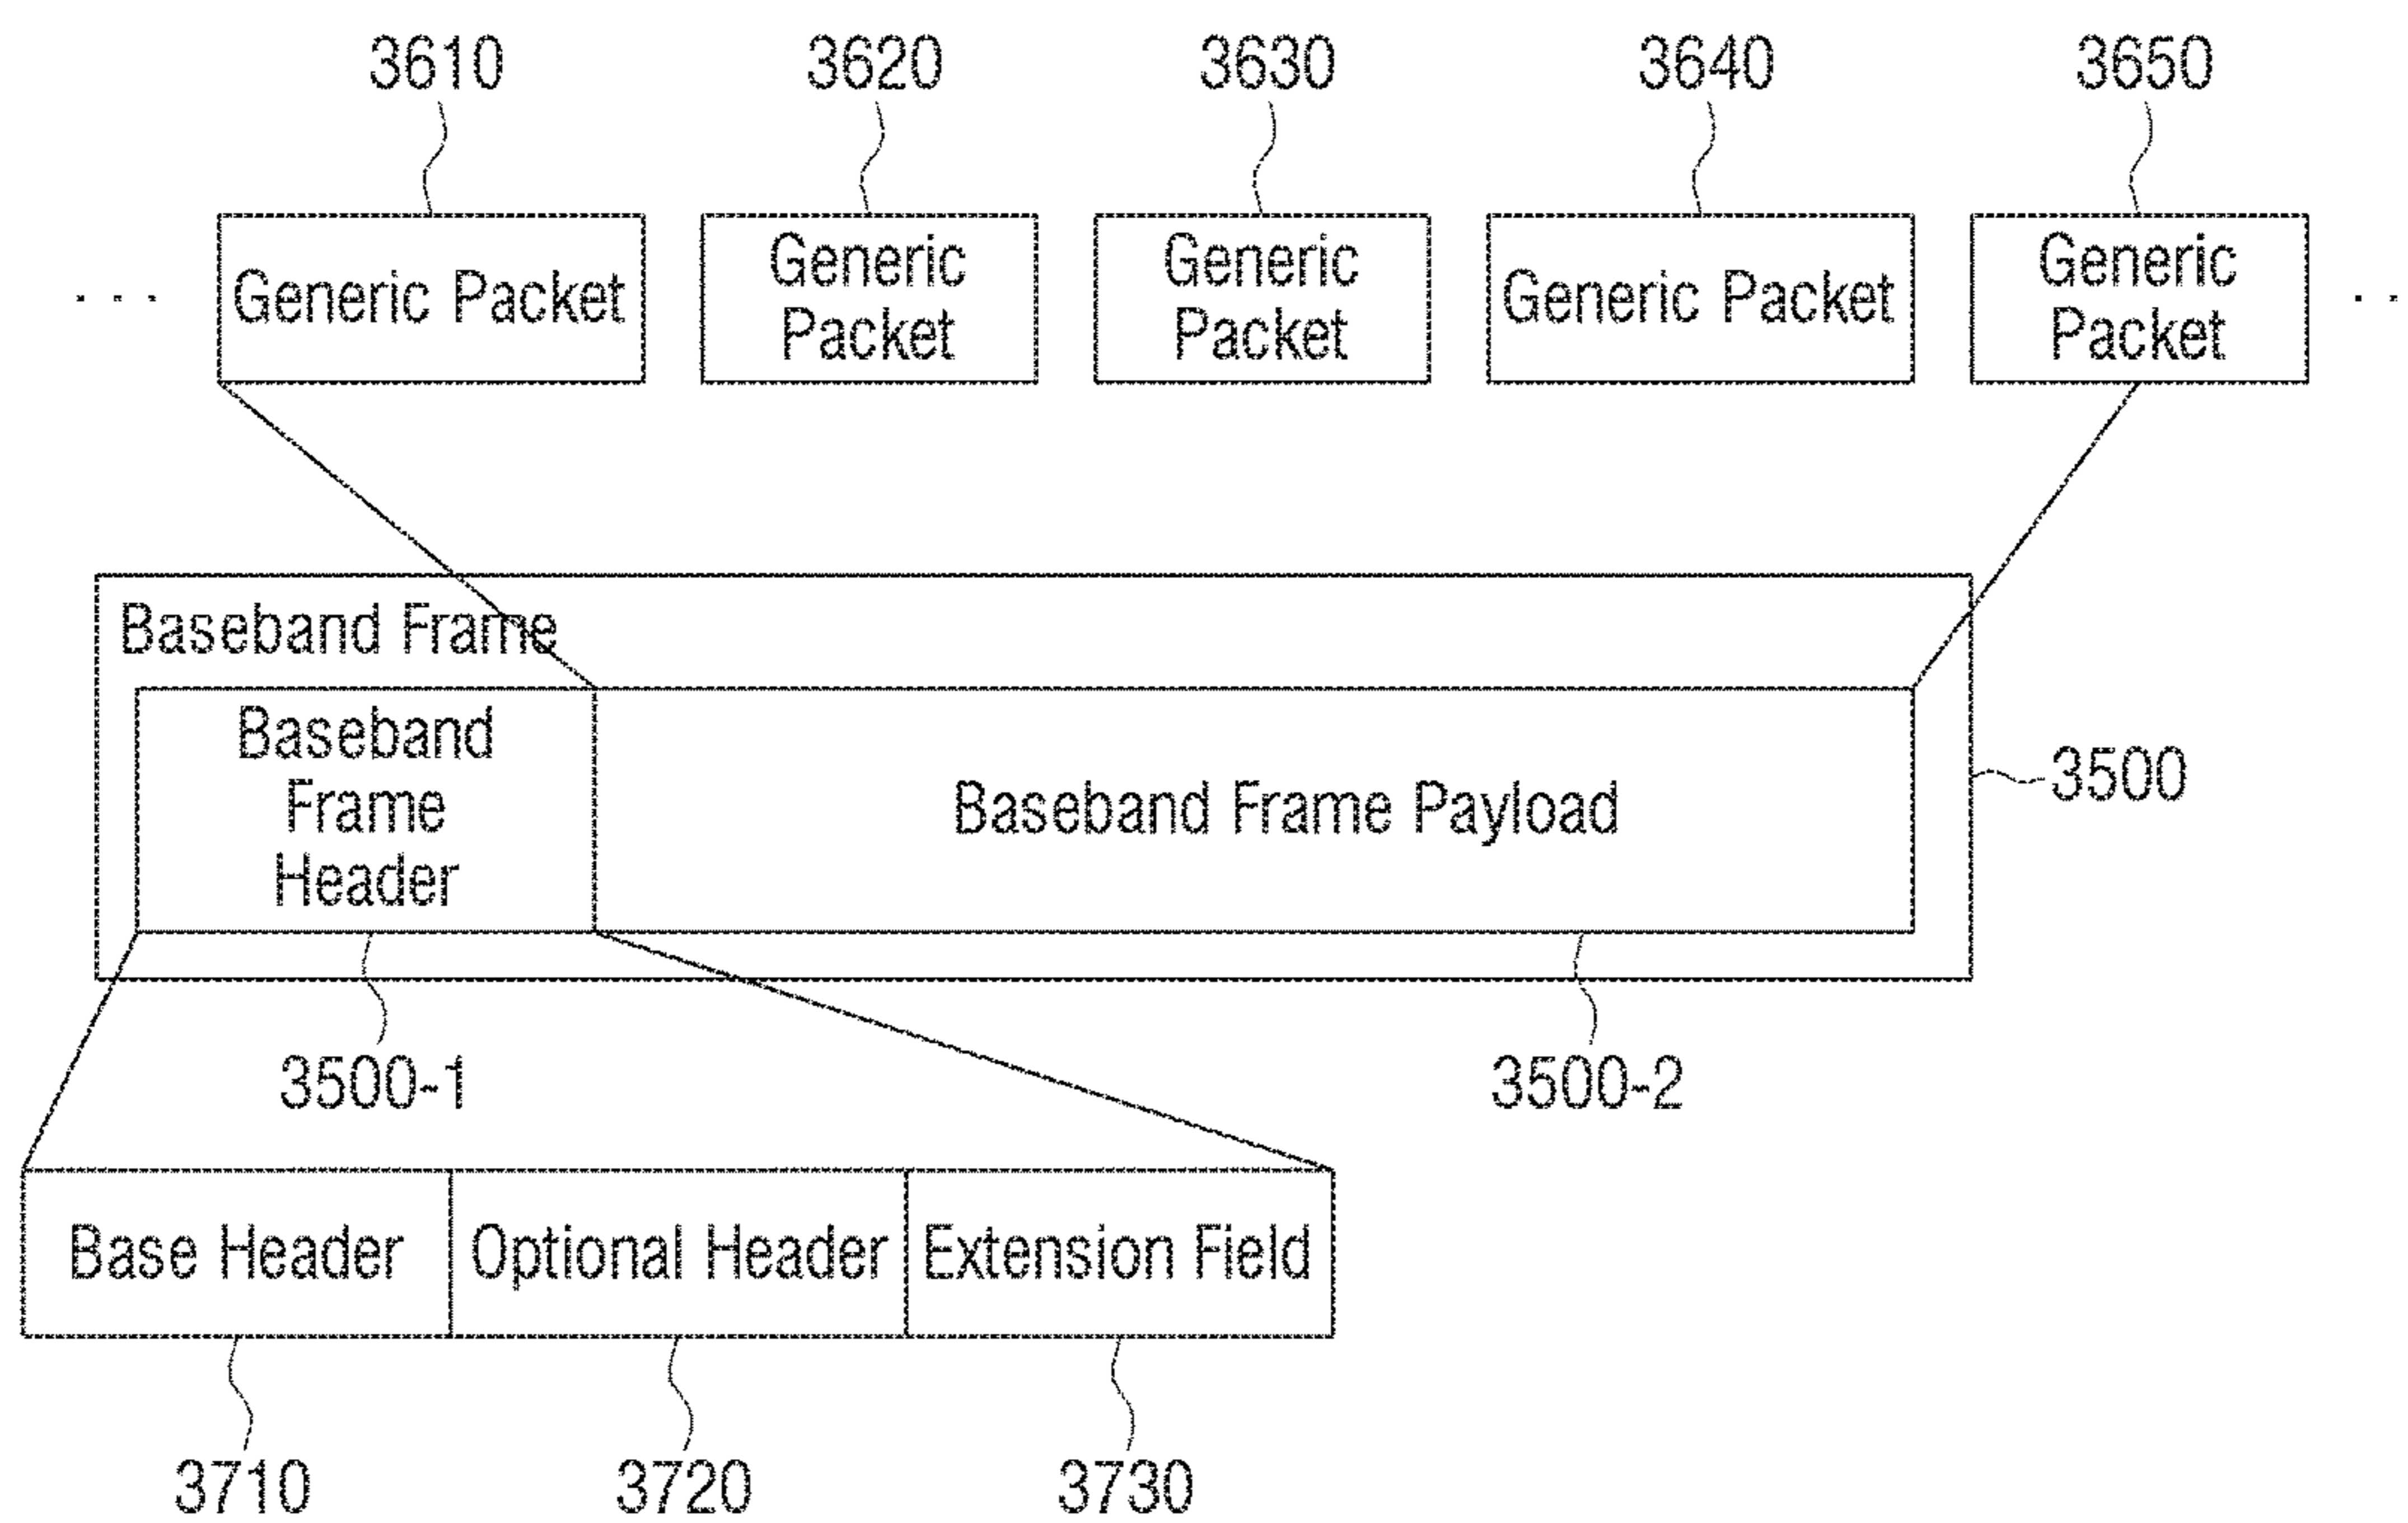 3610
3620
3630
3640
3650
. . .
Generic Packet
Generic
Packet
Generic
Packet
Generic Packet
Generic
Packet
. .
Baseband Frame
Baseband
Frame
Header
Baseband Frame Payload
3500
3500-1
3500-2
Base Header
Optional Header
Extension Field
3710
3720
3730